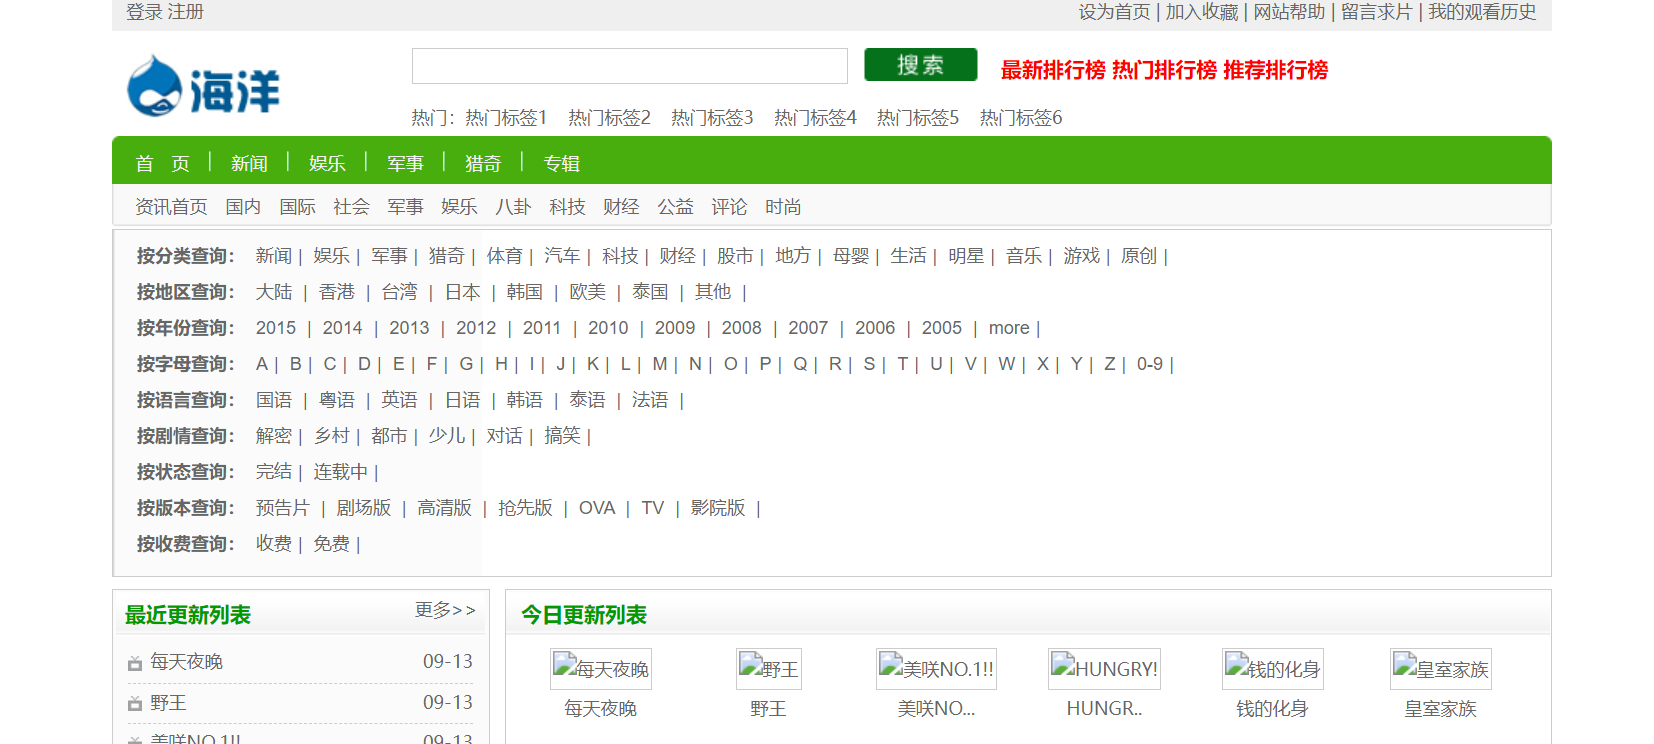 登录 注册
设为首页 | 加入收藏 | 网站帮助 | 留言求片 | 我的观看历史
海洋
搜索
最新排行榜 热门排行榜 推荐排行榜
热门：热门标签1 热门标签2 热门标签3 热门标签4 热门标签5 热门标签6
首 页 | 新闻 | 娱乐 | 军事 | 猎奇 | 专辑
资讯首页 国内 国际 社会 军事 娱乐 八卦 科技 财经 公益 评论 时尚
按分类查询： 新闻 | 娱乐 | 军事 | 猎奇 | 体育 | 汽车 | 科技 | 财经 | 股市 | 地方 | 母婴 | 生活 | 明星 | 音乐 | 游戏 | 原创 |
按地区查询： 大陆 | 香港 | 台湾 | 日本 | 韩国 | 欧美 | 泰国 | 其他 |
按年份查询： 2015 | 2014 | 2013 | 2012 | 2011 | 2010 | 2009 | 2008 | 2007 | 2006 | 2005 | more |
按字母查询： A | B | C | D | E | F | G | H | I | J | K | L | M | N | O | P | Q | R | S | T | U | V | W | X | Y | Z | 0-9 |
按语言查询： 国语 | 粤语 | 英语 | 日语 | 韩语 | 泰语 | 法语 |
按剧情查询： 解密 | 乡村 | 都市 | 少儿 | 对话 | 搞笑 |
按状态查询： 完结 | 连载中 |
按版本查询： 预告片 | 剧场版 | 高清版 | 抢先版 | OVA | TV | 影院版 |
按收费查询： 收费 | 免费 |
最近更新列表 更多>>
每天夜晚 09-13
野王 09-13
美咲NO.1!! 09-13
今日更新列表
每天夜晚 野王 美咲NO.1!! HUNGRY! 钱的化身 皇室家族
每天夜晚 野王 美咲NO... HUNGR.. 钱的化身 皇室家族